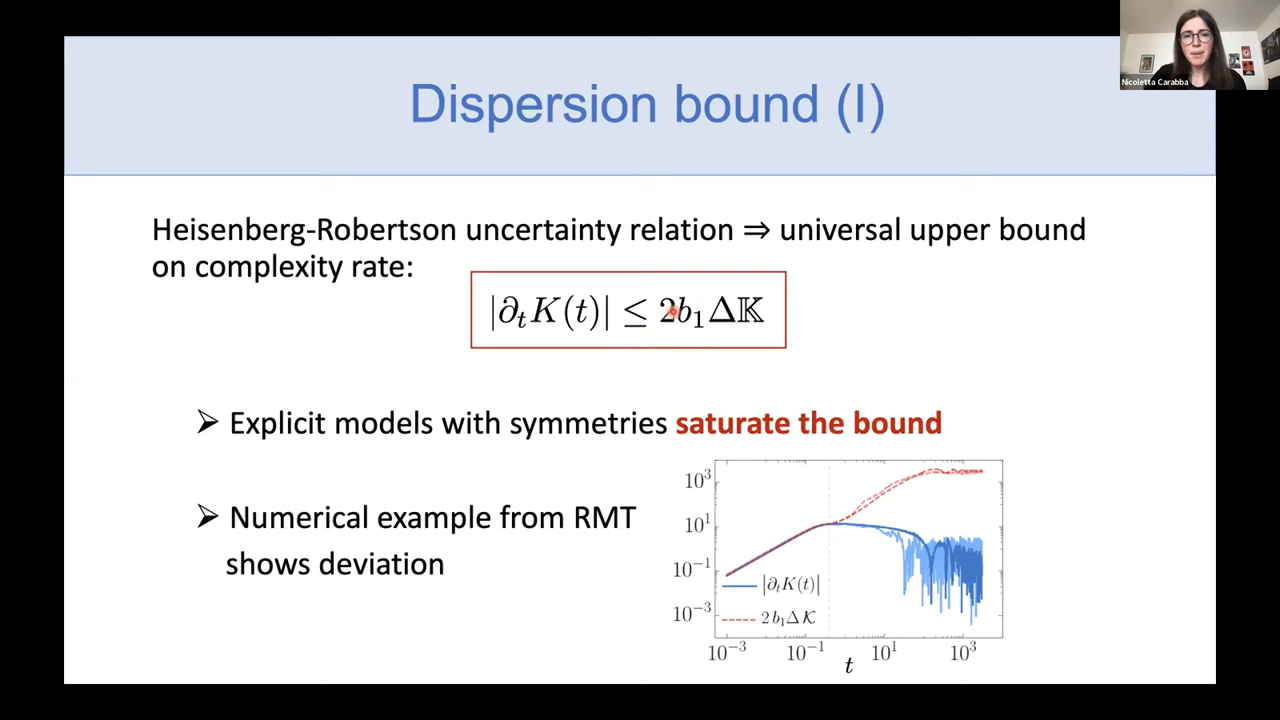 Nicoletta Carabba
Dispersion bound (I)
Heisenberg-Robertson uncertainty relation ⇒ universal upper bound
on complexity rate:
|∂ₜK(t)| ≤ 2b₁Δ𝕂
➢ Explicit models with symmetries saturate the bound
➢ Numerical example from RMT
shows deviation
10³
10¹
10⁻¹
10⁻³
|∂ₜK(t)|
2 b₁Δ𝒦
10⁻³ 10⁻¹ 10¹ 10³
t